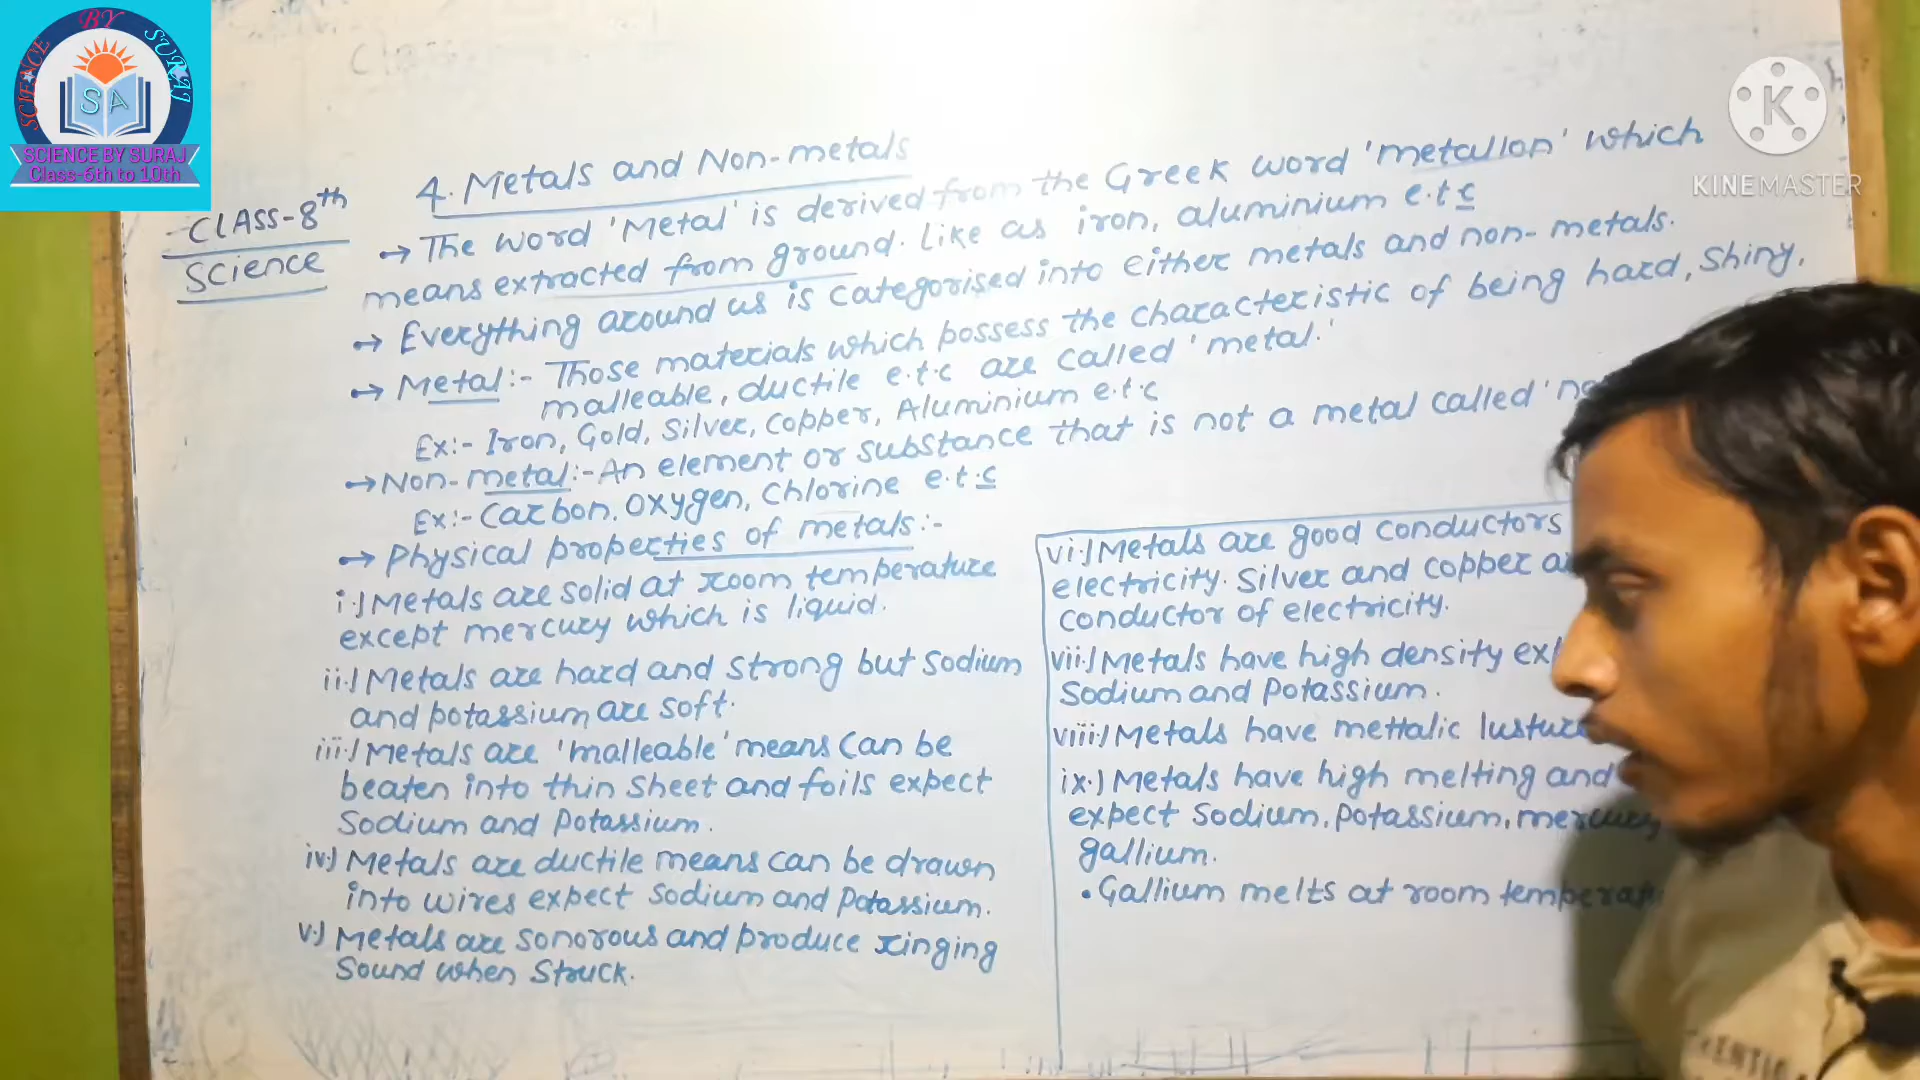 SCIENCE BY SURAJ
SA
SCIENCE BY SURAJ
Class-6th to 10th
KINEMASTER
CLASS-8th
Science
4. Metals and Non-metals
→ The word 'Metal' is derived from the Greek word 'metallon' which
means extracted from ground. Like as iron, aluminium e.t.c
→ Everything around us is categorised into either metals and non-metals.
→ Metal:- Those materials which possess the characteristic of being hard, shiny,
malleable, ductile e.t.c are called 'metal.'
Ex:- Iron, Gold, Silver, Copper, Aluminium e.t.c
→ Non-metal:- An element or substance that is not a metal called
Ex:- Carbon, Oxygen, Chlorine e.t.c
→ Physical properties of metals:-
i.) Metals are solid at room temperature
except mercury which is liquid.
ii.) Metals are hard and strong but sodium
and potassium are soft.
iii.) Metals are 'malleable' means can be
beaten into thin sheet and foils expect
Sodium and Potassium.
iv.) Metals are ductile means can be drawn
into wires expect Sodium and Potassium.
v.) Metals are sonorous and produce ringing
Sound when Struck.
vi.) Metals are good conductors
electricity. Silver and copper
conductor of electricity.
vii.) Metals have high density
Sodium and Potassium.
viii.) Metals have mettalic
ix.) Metals have high melting and
expect Sodium, Potassium, mercury
gallium.
• Gallium melts at room